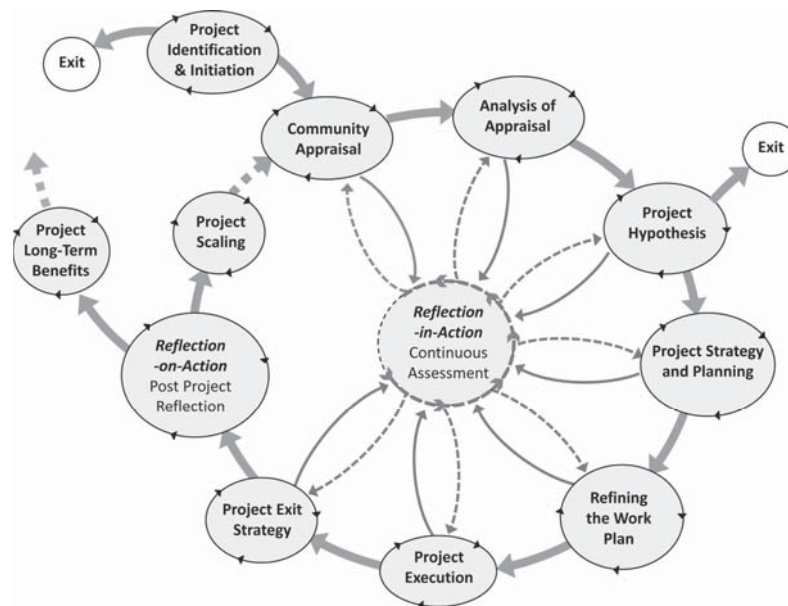 Project
Identification
& Initiation
Exit
Community
Appraisal
Analysis of
Appraisal
Exit
Project
Hypothesis
Project
Scaling
Project
Long-Term
Benefits
Reflection
-in-Action
Continuous
Assessment
Reflection
-on-Action
Post Project
Reflection
Project Strategy
and Planning
Project Exit
Strategy
Refining
the Work
Plan
Project
Execution